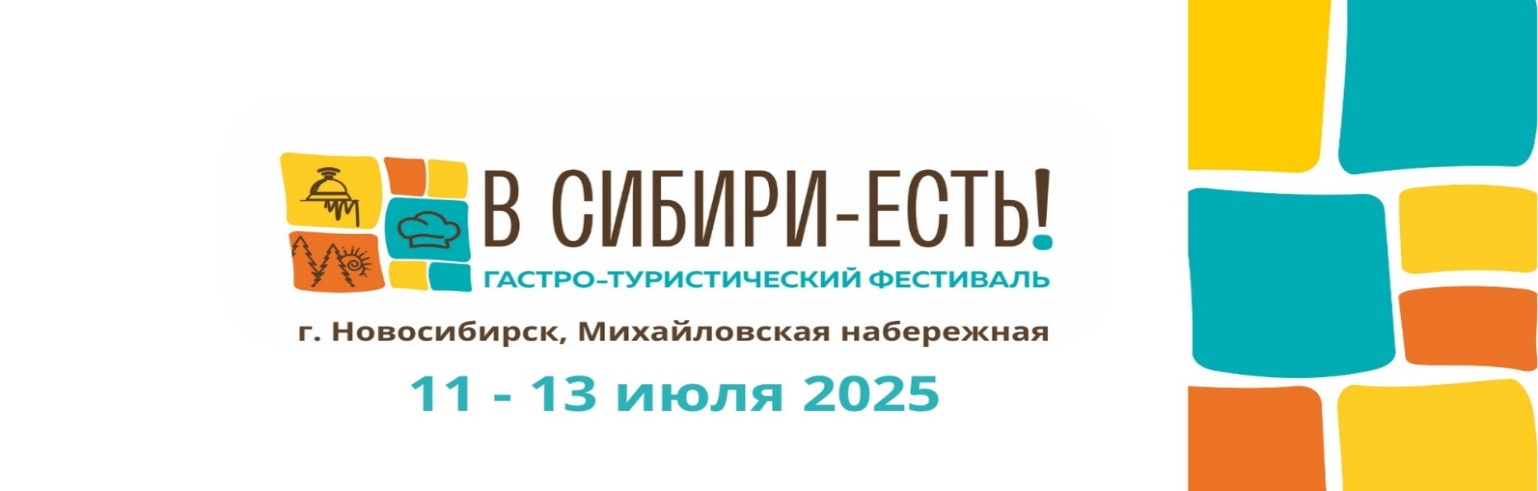 В СИБИРИ-ЕСТЬ!
ГАСТРО-ТУРИСТИЧЕСКИЙ ФЕСТИВАЛЬ
г. Новосибирск, Михайловская набережная
11 - 13 июля 2025